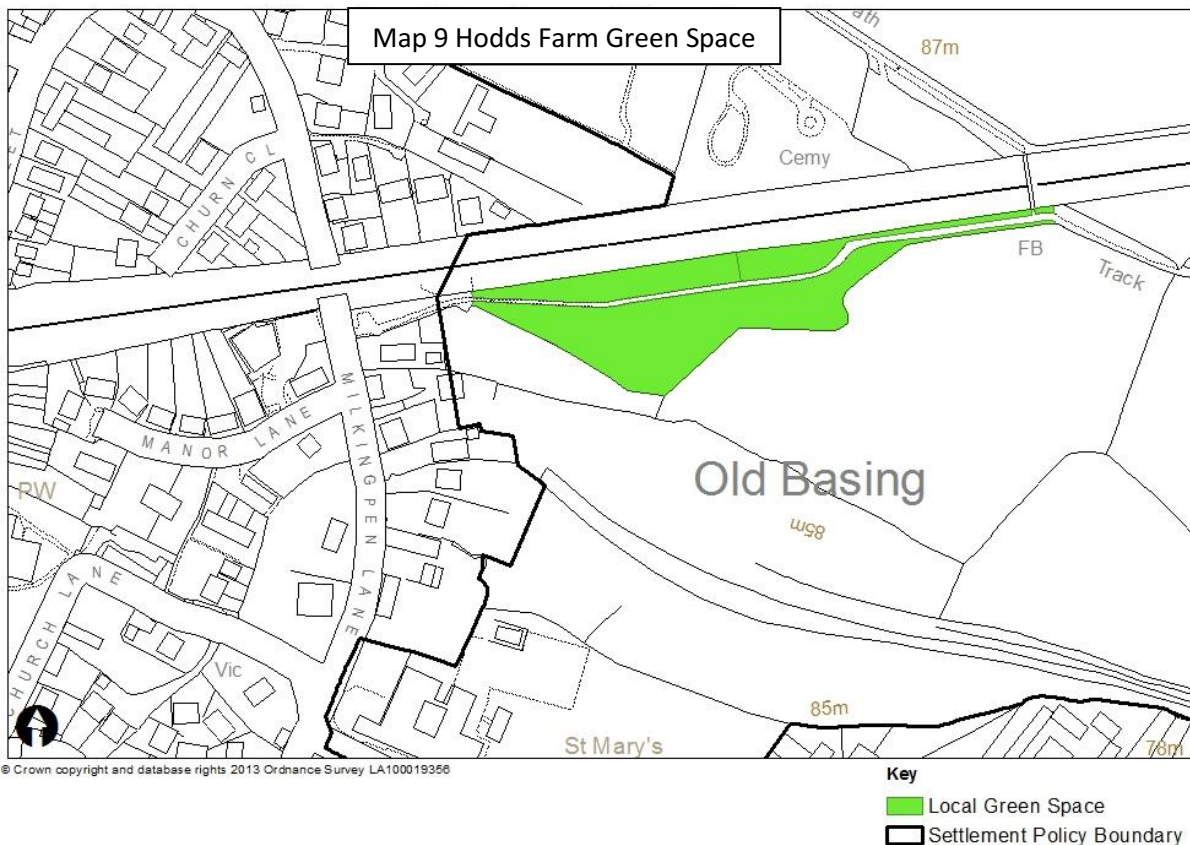 Map 9 Hodds Farm Green Space
ath
87m
Cemy
CHURN CL
FB
Track
MILKINGPEN LANE
MANOR LANE
PW
Old Basing
85m
CHURCH LANE
Vic
85m
St Mary's
78m
© Crown copyright and database rights 2013 Ordnance Survey LA100019356
Key
Local Green Space
Settlement Policy Boundary